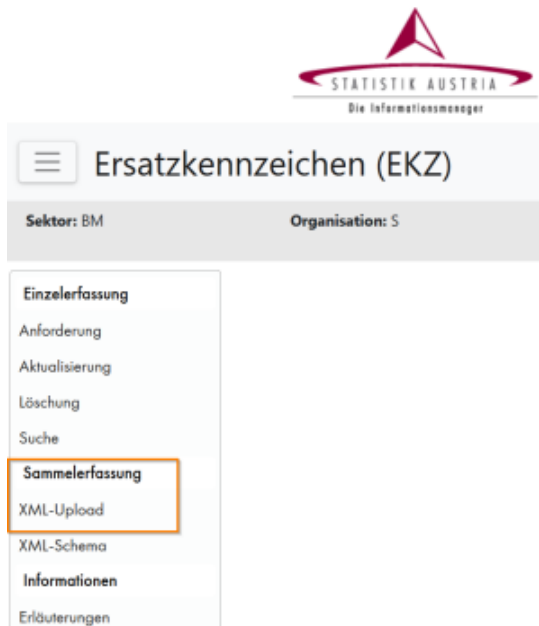 STATISTIK AUSTRIA
Die Informationsmanager
Ersatzkennzeichen (EKZ)
Sektor: BM Organisation: S
Einzelerfassung
Anforderung
Aktualisierung
Löschung
Suche
Sammelerfassung
XML-Upload
XML-Schema
Informationen
Erläuterungen